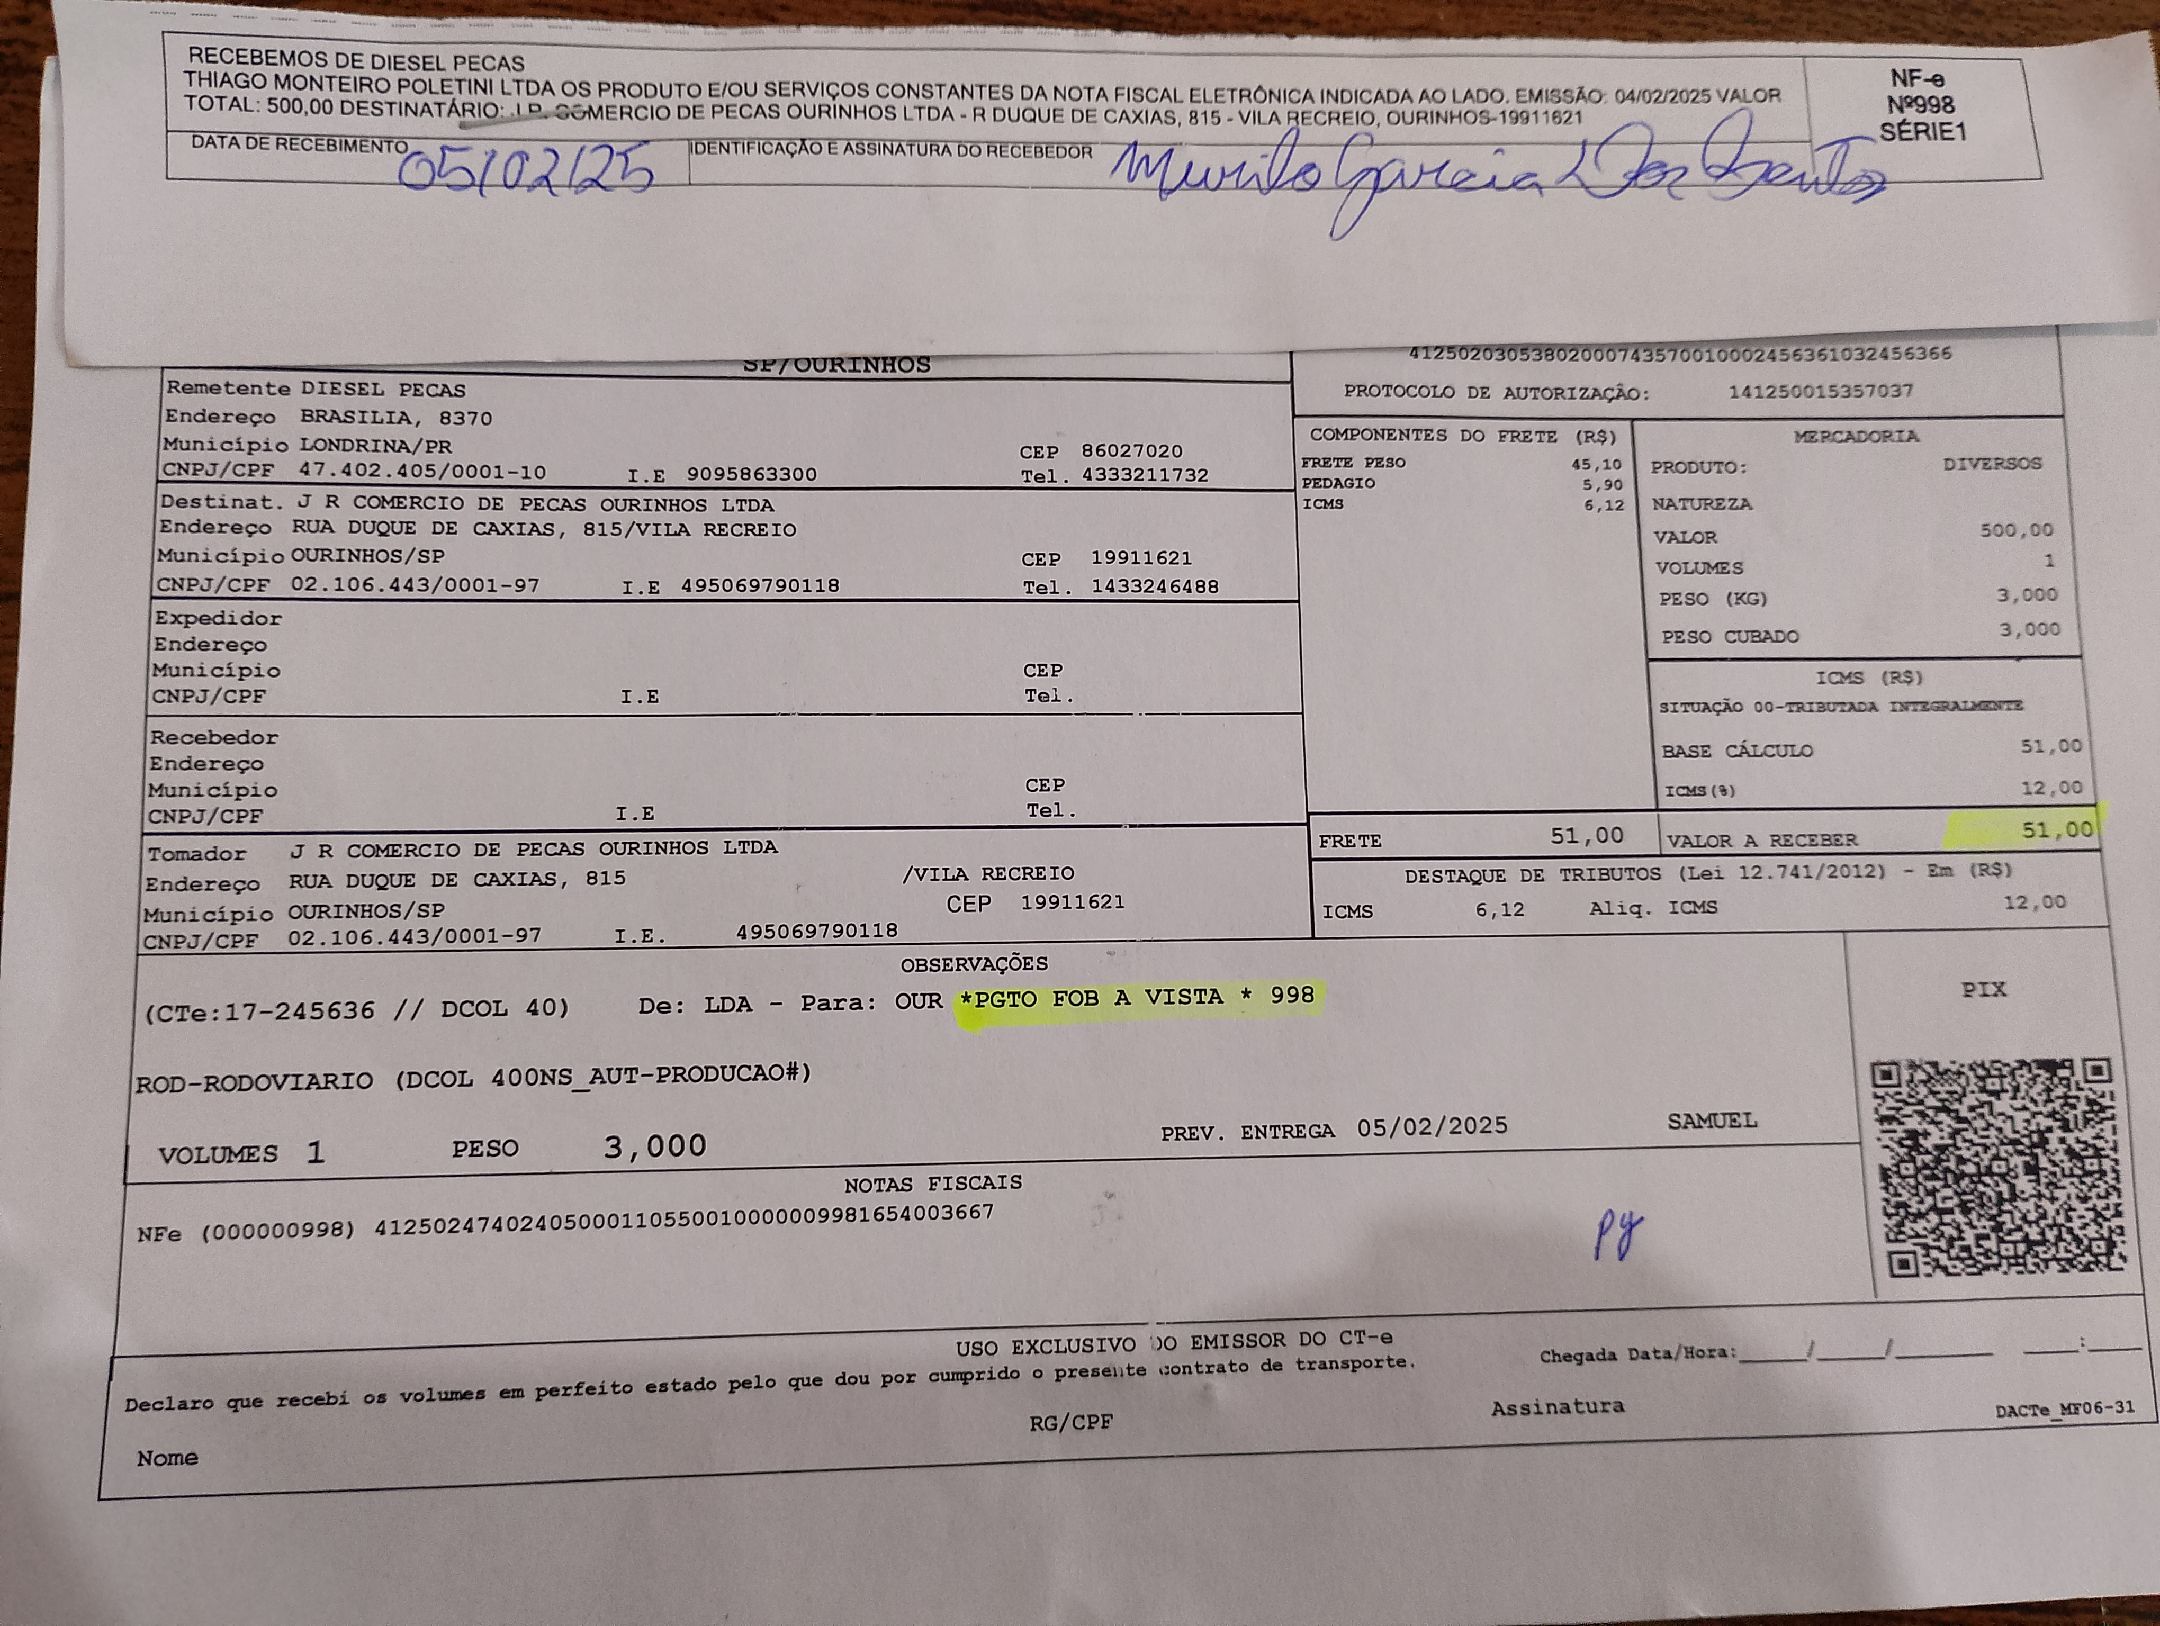 RECEBEMOS DE DIESEL PECAS
THIAGO MONTEIRO POLETINI LTDA OS PRODUTO E/OU SERVIÇOS CONSTANTES DA NOTA FISCAL ELETRÔNICA INDICADA AO LADO. EMISSÃO: 04/02/2025 VALOR
TOTAL: 500,00 DESTINATÁRIO: J R COMERCIO DE PECAS OURINHOS LTDA - R DUQUE DE CAXIAS, 815 - VILA RECREIO, OURINHOS-19911621
NF-e
Nº998
SÉRIE1
DATA DE RECEBIMENTO 05/02/25
IDENTIFICAÇÃO E ASSINATURA DO RECEBEDOR Murilo Garcia Dos Santos
SP/OURINHOS
Remetente DIESEL PECAS
Endereço BRASILIA, 8370
Município LONDRINA/PR CEP 86027020
CNPJ/CPF 47.402.405/0001-10 I.E 9095863300 Tel. 4333211732
Destinat. J R COMERCIO DE PECAS OURINHOS LTDA
Endereço RUA DUQUE DE CAXIAS, 815/VILA RECREIO
Município OURINHOS/SP CEP 19911621
CNPJ/CPF 02.106.443/0001-97 I.E 495069790118 Tel. 1433246488
Expedidor
Endereço
Município CEP
CNPJ/CPF I.E Tel.
Recebedor
Endereço
Município CEP
CNPJ/CPF I.E Tel.
Tomador J R COMERCIO DE PECAS OURINHOS LTDA
Endereço RUA DUQUE DE CAXIAS, 815 /VILA RECREIO
Município OURINHOS/SP CEP 19911621
CNPJ/CPF 02.106.443/0001-97 I.E. 495069790118
41250203053802000743570010002456361032456366
PROTOCOLO DE AUTORIZAÇÃO: 141250015357037
COMPONENTES DO FRETE (R$)
FRETE PESO 45,10
PEDAGIO 5,90
ICMS 6,12
MERCADORIA
PRODUTO: DIVERSOS
NATUREZA
VALOR 500,00
VOLUMES 1
PESO (KG) 3,000
PESO CUBADO 3,000
ICMS (R$)
SITUAÇÃO 00-TRIBUTADA INTEGRALMENTE
BASE CÁLCULO 51,00
ICMS(%) 12,00
FRETE 51,00 VALOR A RECEBER 51,00
DESTAQUE DE TRIBUTOS (Lei 12.741/2012) - Em (R$)
ICMS 6,12 Aliq. ICMS 12,00
OBSERVAÇÕES
(CTe:17-245636 // DCOL 40) De: LDA - Para: OUR *PGTO FOB A VISTA * 998
ROD-RODOVIARIO (DCOL 400NS_AUT-PRODUCAO#)
VOLUMES 1 PESO 3,000 PREV. ENTREGA 05/02/2025 SAMUEL
PIX
NOTAS FISCAIS
NFe (000000998) 41250247402405000110550010000009981654003667
pg
USO EXCLUSIVO DO EMISSOR DO CT-e
Declaro que recebi os volumes em perfeito estado pelo que dou por cumprido o presente contrato de transporte.
Chegada Data/Hora:_____/_____/_______ ____:____
Nome RG/CPF Assinatura
DACTe_MF06-31